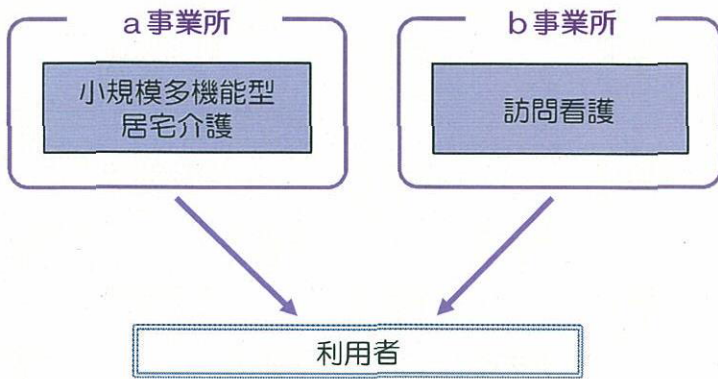 a事業所
b事業所
小規模多機能型
居宅介護
訪問看護
利用者